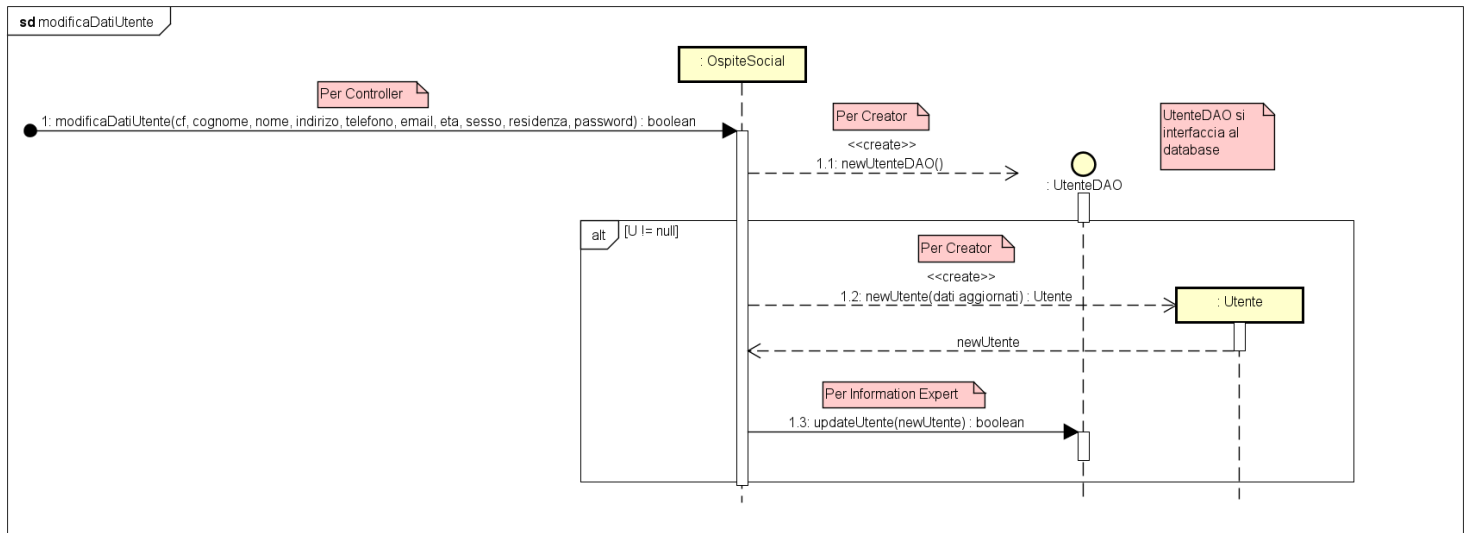 sd modificaDatiUtente
: OspiteSocial
Per Controller
1: modificaDatiUtente(cf, cognome, nome, indirizo, telefono, email, eta, sesso, residenza, password) : boolean
Per Creator
<<create>>
1.1: newUtenteDAO()
: UtenteDAO
UtenteDAO si
interfaccia al
database
alt
[U != null]
Per Creator
<<create>>
1.2: newUtente(dati aggiornati) : Utente
: Utente
newUtente
Per Information Expert
1.3: updateUtente(newUtente) : boolean